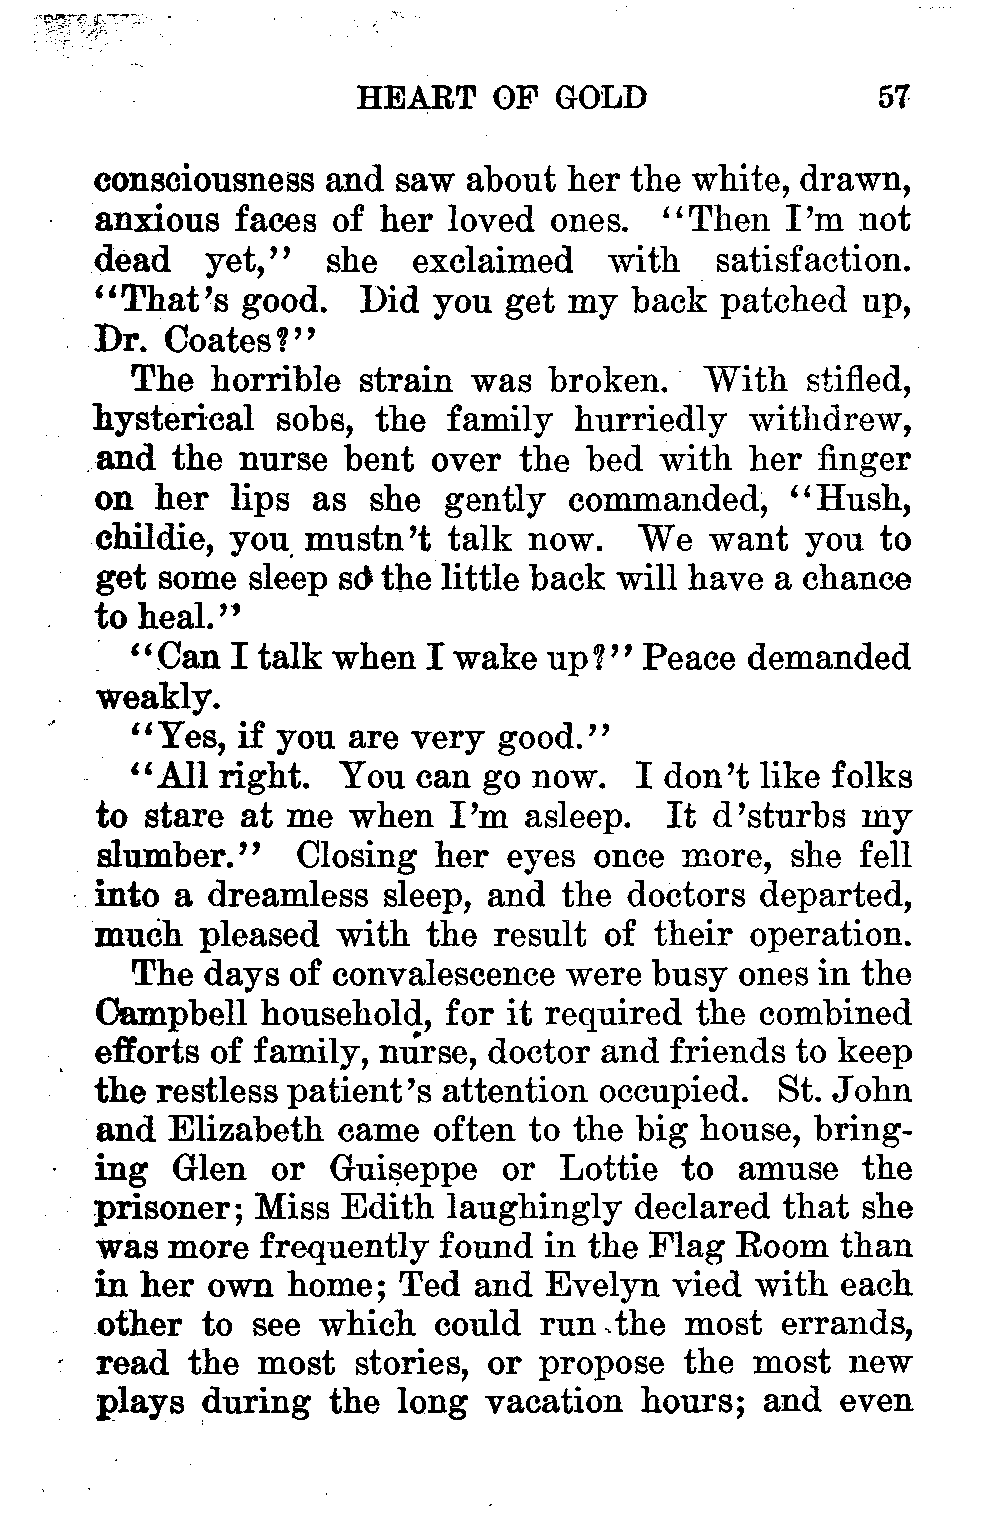 HEART OF GOLD 57
consciousness and saw about her the white, drawn,
anxious faces of her loved ones. “Then I’m not
dead yet,” she exclaimed with satisfaction.
“That’s good. Did you get my back patched up,
Dr. Coates?”
The horrible strain was broken. With stifled,
hysterical sobs, the family hurriedly withdrew,
and the nurse bent over the bed with her finger
on her lips as she gently commanded, “Hush,
childie, you mustn’t talk now. We want you to
get some sleep so the little back will have a chance
to heal.”
“Can I talk when I wake up?” Peace demanded
weakly.
“Yes, if you are very good.”
“All right. You can go now. I don’t like folks
to stare at me when I’m asleep. It d’sturbs my
slumber.” Closing her eyes once more, she fell
into a dreamless sleep, and the doctors departed,
much pleased with the result of their operation.
The days of convalescence were busy ones in the
Campbell household, for it required the combined
efforts of family, nurse, doctor and friends to keep
the restless patient’s attention occupied. St. John
and Elizabeth came often to the big house, bring-
ing Glen or Guiseppe or Lottie to amuse the
prisoner; Miss Edith laughingly declared that she
was more frequently found in the Flag Room than
in her own home; Ted and Evelyn vied with each
other to see which could run the most errands,
read the most stories, or propose the most new
plays during the long vacation hours; and even